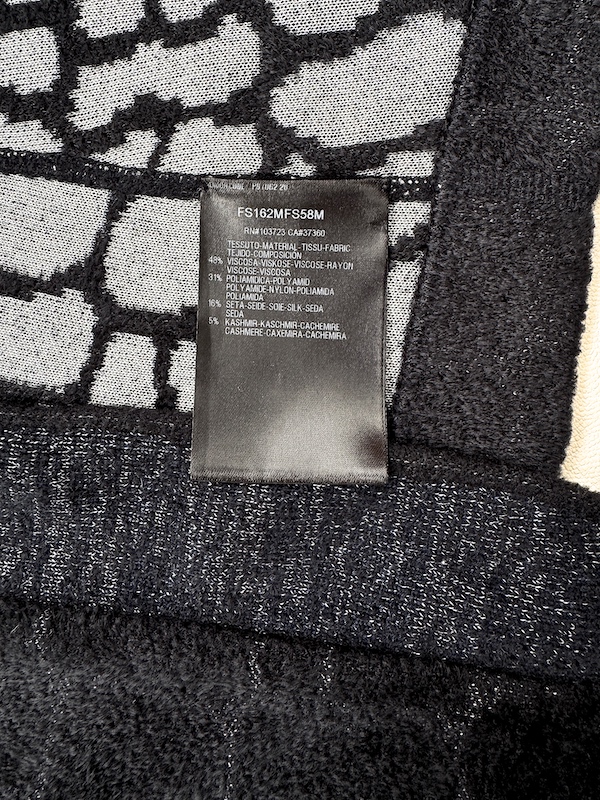 FS162MFS58M
RN#103723 CA#37360
TESSUTO-MATERIAL-TISSU-FABRIC
TEJIDO-COMPOSICION
48% VISCOSA-VISKOSE-VISCOSE-RAYON
VISCOSE-VISCOSA
31% POLIAMIDICA-POLYAMID
POLYAMIDE-NYLON-POLIAMIDA
POLIAMIDA
16% SETA-SEIDE-SOIE-SILK-SEDA
SEDA
5% KASHMIR-KASCHMIR-CACHEMIRE
CASHMERE-CAXEMIRA-CACHEMIRA